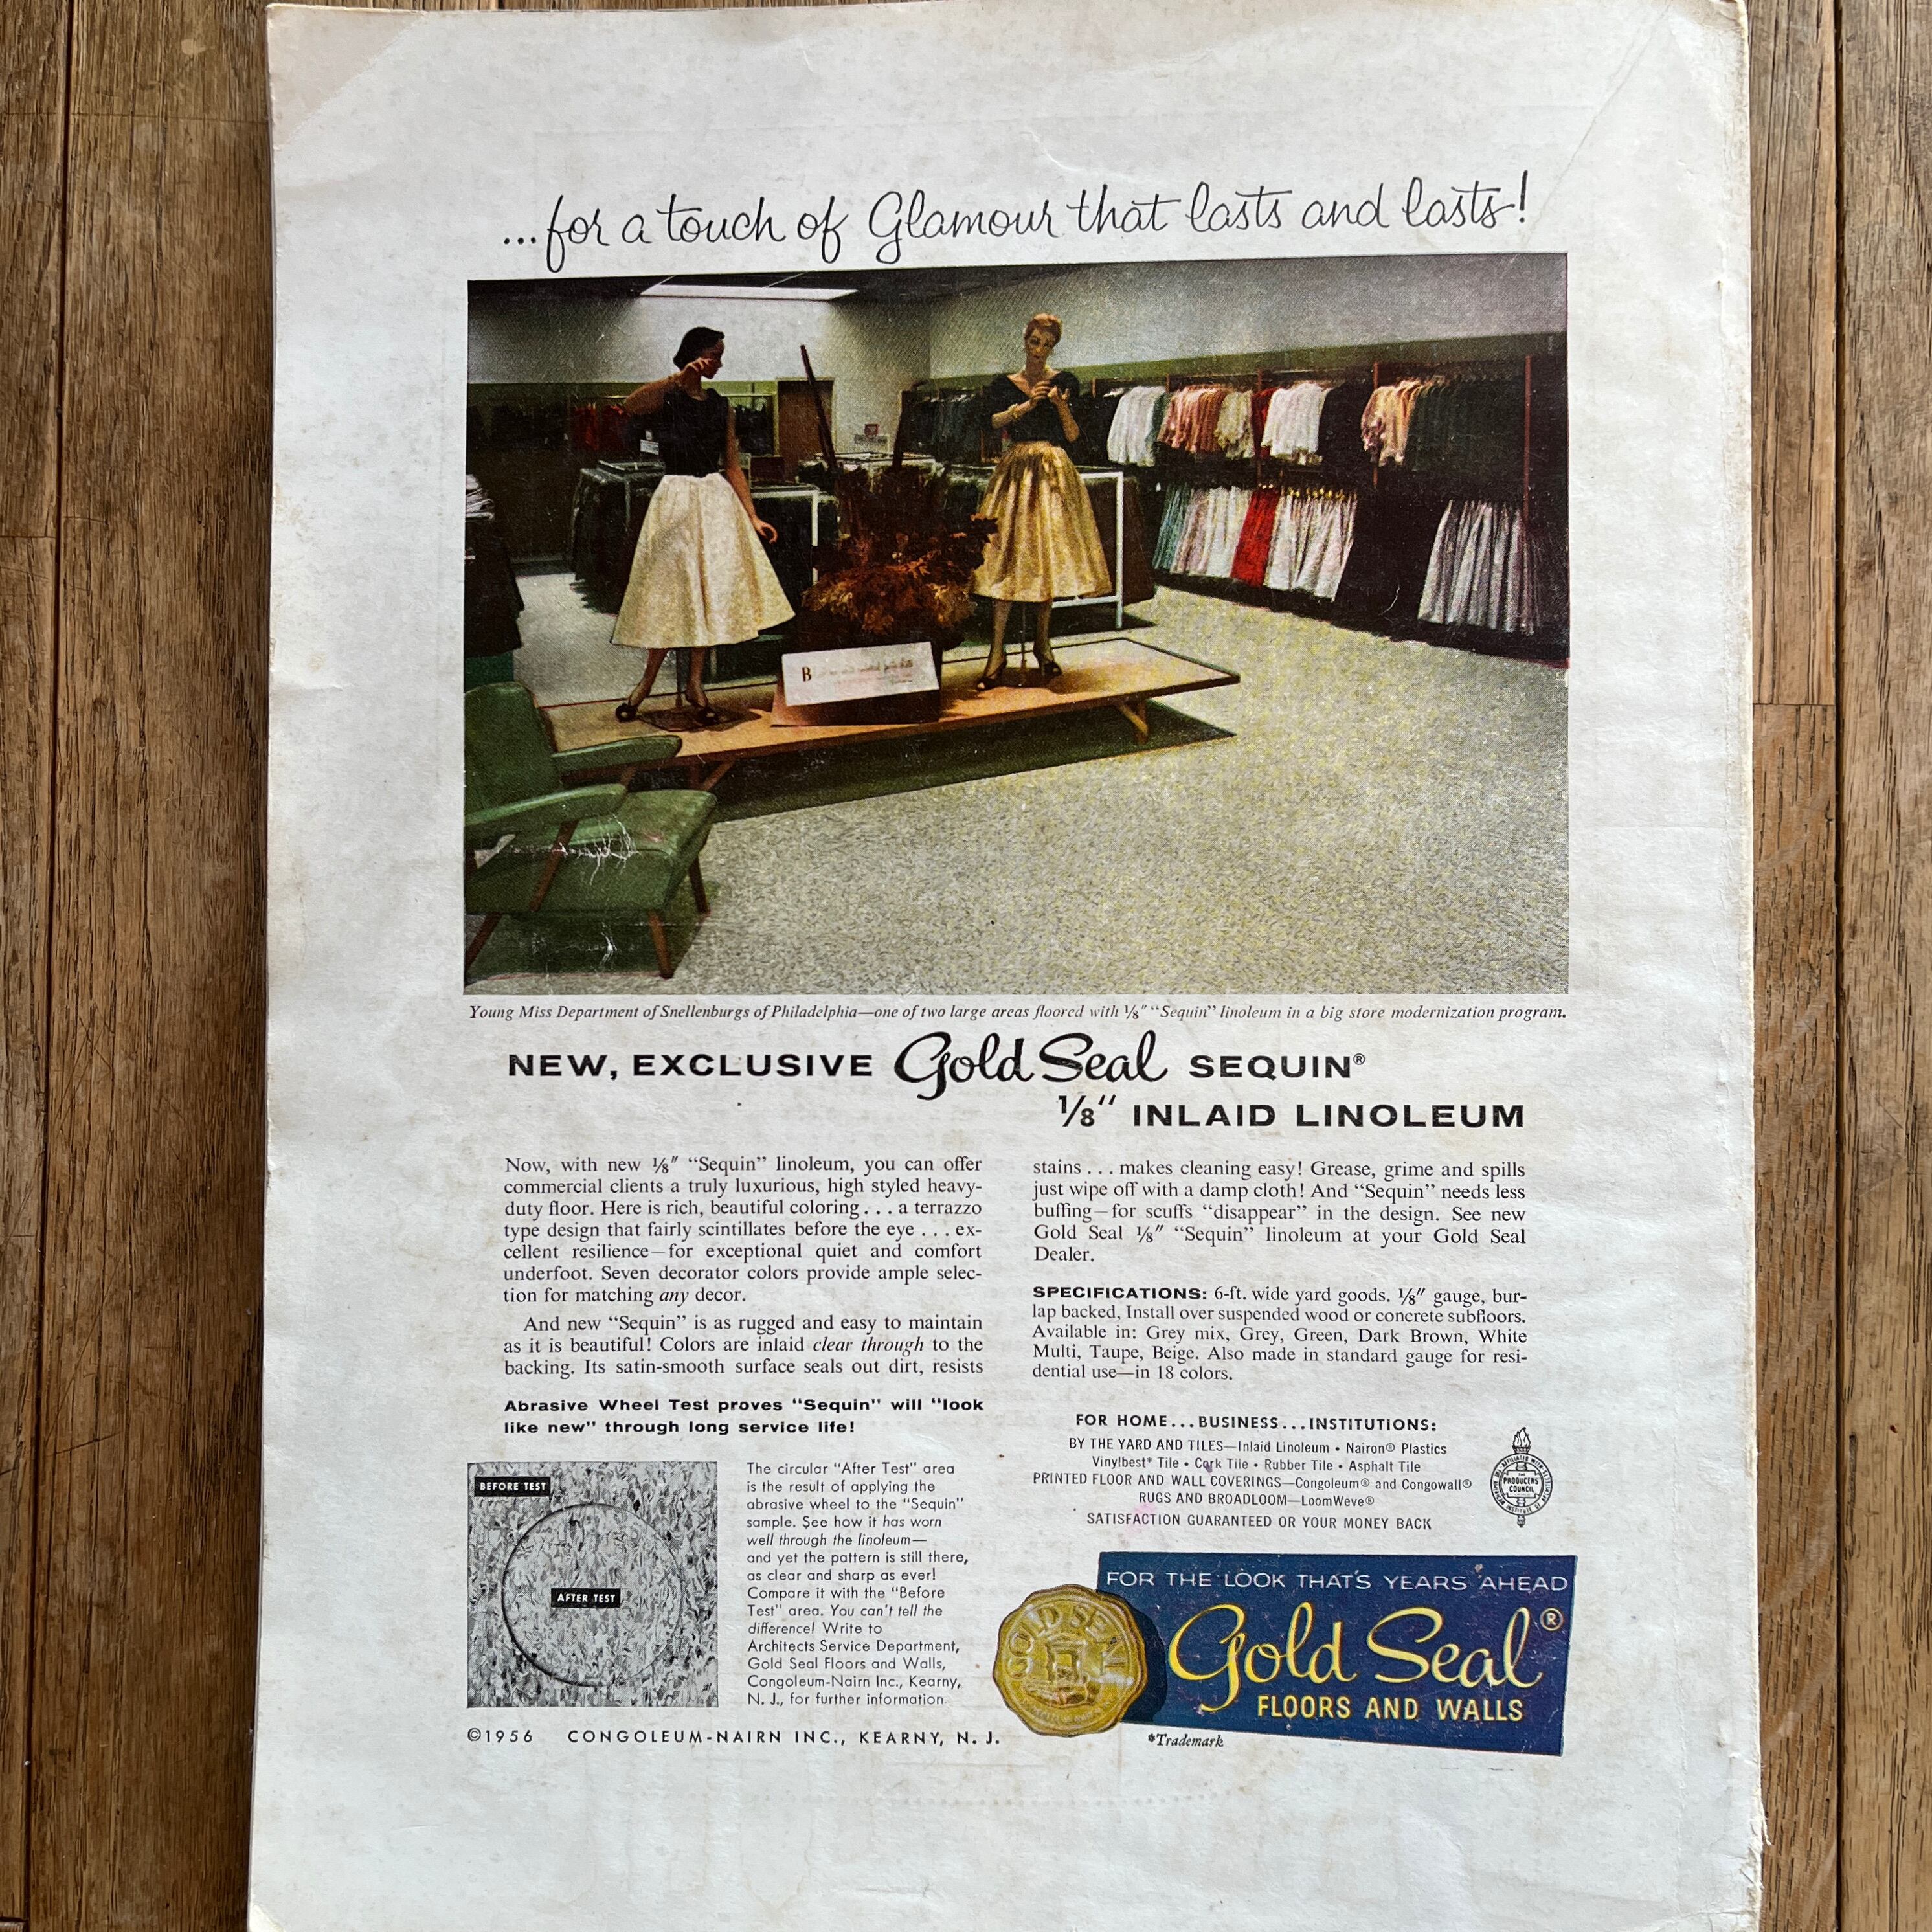 ...for a touch of Glamour that lasts and lasts!
B
Young Miss Department of Snellenburgs of Philadelphia—one of two large areas floored with 1/8" "Sequin" linoleum in a big store modernization program.
NEW, EXCLUSIVE Gold Seal SEQUIN®
1/8" INLAID LINOLEUM
Now, with new 1/8" "Sequin" linoleum, you can offer
commercial clients a truly luxurious, high styled heavy-
duty floor. Here is rich, beautiful coloring . . . a terrazzo
type design that fairly scintillates before the eye . . . ex-
cellent resilience—for exceptional quiet and comfort
underfoot. Seven decorator colors provide ample selec-
tion for matching any decor.
And new "Sequin" is as rugged and easy to maintain
as it is beautiful! Colors are inlaid clear through to the
backing. Its satin-smooth surface seals out dirt, resists
stains . . . makes cleaning easy! Grease, grime and spills
just wipe off with a damp cloth! And "Sequin" needs less
buffing—for scuffs "disappear" in the design. See new
Gold Seal 1/8" "Sequin" linoleum at your Gold Seal
Dealer.
SPECIFICATIONS: 6-ft. wide yard goods. 1/8" gauge, bur-
lap backed. Install over suspended wood or concrete subfloors.
Available in: Grey mix, Grey, Green, Dark Brown, White
Multi, Taupe, Beige. Also made in standard gauge for resi-
dential use—in 18 colors.
Abrasive Wheel Test proves "Sequin" will "look
like new" through long service life!
BEFORE TEST
AFTER TEST
The circular "After Test" area
is the result of applying the
abrasive wheel to the "Sequin"
sample. See how it has worn
well through the linoleum—
and yet the pattern is still there,
as clear and sharp as ever!
Compare it with the "Before
Test" area. You can't tell the
difference! Write to
Architects Service Department,
Gold Seal Floors and Walls,
Congoleum-Nairn Inc., Kearny,
N. J., for further information.
FOR HOME...BUSINESS...INSTITUTIONS:
BY THE YARD AND TILES—Inlaid Linoleum • Nairon® Plastics
Vinylbest* Tile • Cork Tile • Rubber Tile • Asphalt Tile
PRINTED FLOOR AND WALL COVERINGS—Congoleum® and Congowall®
RUGS AND BROADLOOM—LoomWeve®
SATISFACTION GUARANTEED OR YOUR MONEY BACK
THE PRODUCERS' COUNCIL
GOLD SEAL
FOR THE LOOK THAT'S YEARS AHEAD
Gold Seal®
FLOORS AND WALLS
©1956 CONGOLEUM-NAIRN INC., KEARNY, N. J.
*Trademark